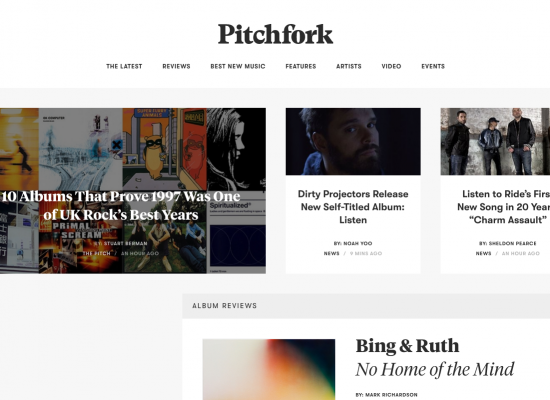 Pitchfork
THE LATEST REVIEWS BEST NEW MUSIC FEATURES ARTISTS VIDEO EVENTS
10 Albums That Prove 1997 Was One
of UK Rock's Best Years
BY: STUART BERMAN
THE PITCH / AN HOUR AGO
PRIMAL
SCREAM
Spiritualized®
Dirty Projectors Release
New Self-Titled Album:
Listen
BY: NOAH YOO
NEWS / 9 MINS AGO
Listen to Ride's Firs
New Song in 20 Year
"Charm Assault"
BY: SHELDON PEARCE
NEWS / AN HOUR AGO
ALBUM REVIEWS
Bing & Ruth
No Home of the Mind
BY: MARK RICHARDSON